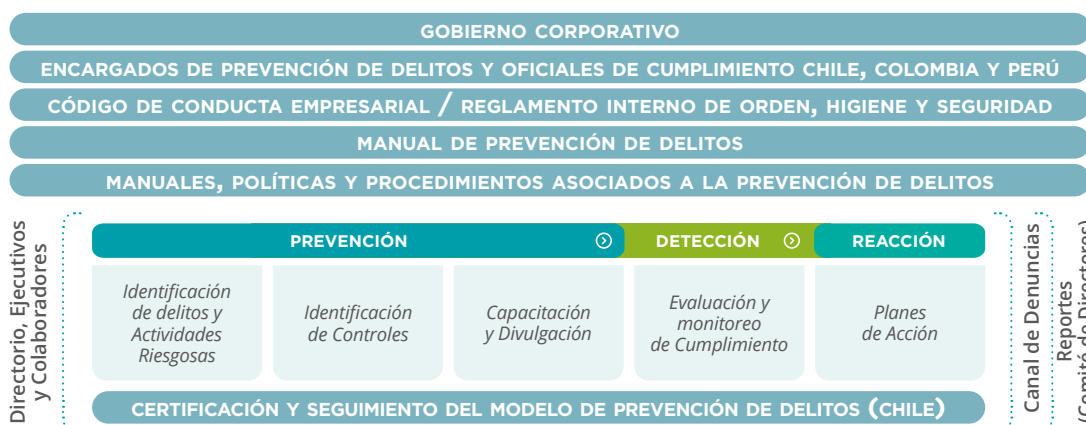 GOBIERNO CORPORATIVO
ENCARGADOS DE PREVENCIÓN DE DELITOS Y OFICIALES DE CUMPLIMIENTO CHILE, COLOMBIA Y PERÚ
CÓDIGO DE CONDUCTA EMPRESARIAL / REGLAMENTO INTERNO DE ORDEN, HIGIENE Y SEGURIDAD
MANUAL DE PREVENCIÓN DE DELITOS
MANUALES, POLÍTICAS Y PROCEDIMIENTOS ASOCIADOS A LA PREVENCIÓN DE DELITOS
Directorio, Ejecutivos
y Colaboradores
PREVENCIÓN
Identificación
de delitos y
Actividades
Riesgosas
Identificación
de Controles
Capacitación
y Divulgación
DETECCIÓN
Evaluación y
monitoreo
de Cumplimiento
REACCIÓN
Planes
de Acción
Canal de Denuncias
Reportes
(Comité de Directores)
CERTIFICACIÓN Y SEGUIMIENTO DEL MODELO DE PREVENCIÓN DE DELITOS (CHILE)